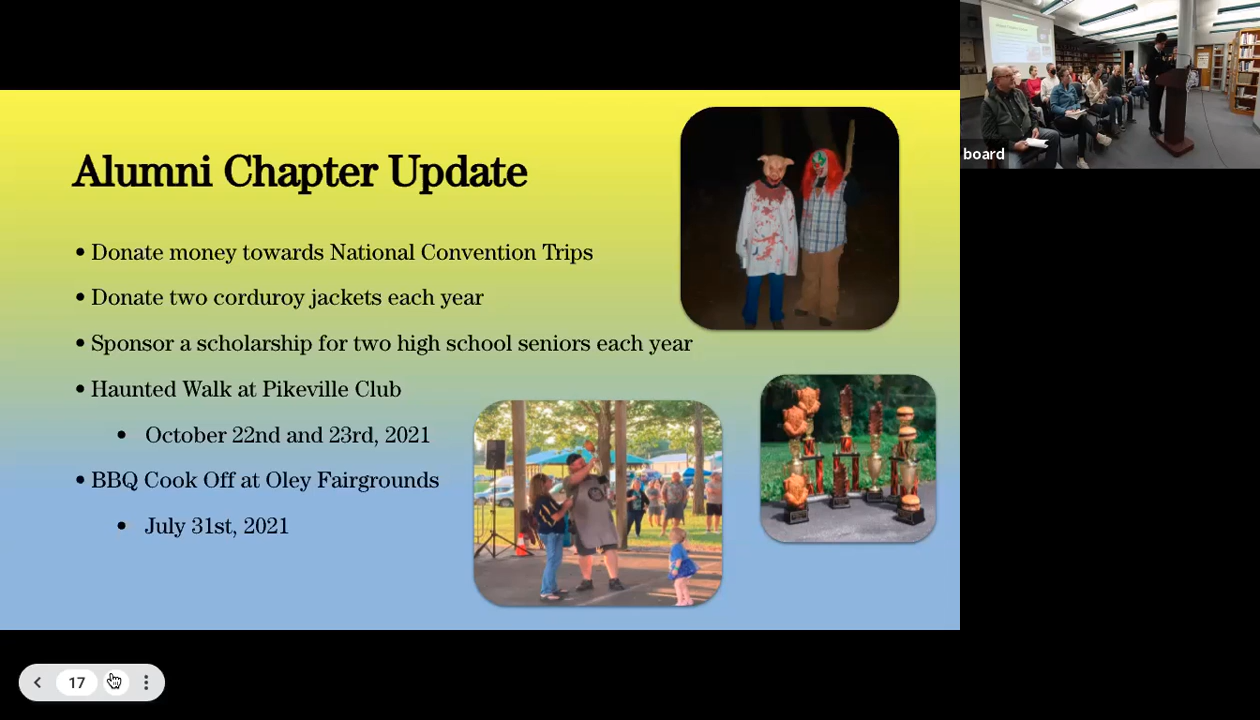 Alumni Chapter Update
• Donate money towards National Convention Trips
• Donate two corduroy jackets each year
• Sponsor a scholarship for two high school seniors each year
• Haunted Walk at Pikeville Club
• October 22nd and 23rd, 2021
• BBQ Cook Off at Oley Fairgrounds
• July 31st, 2021
board
17